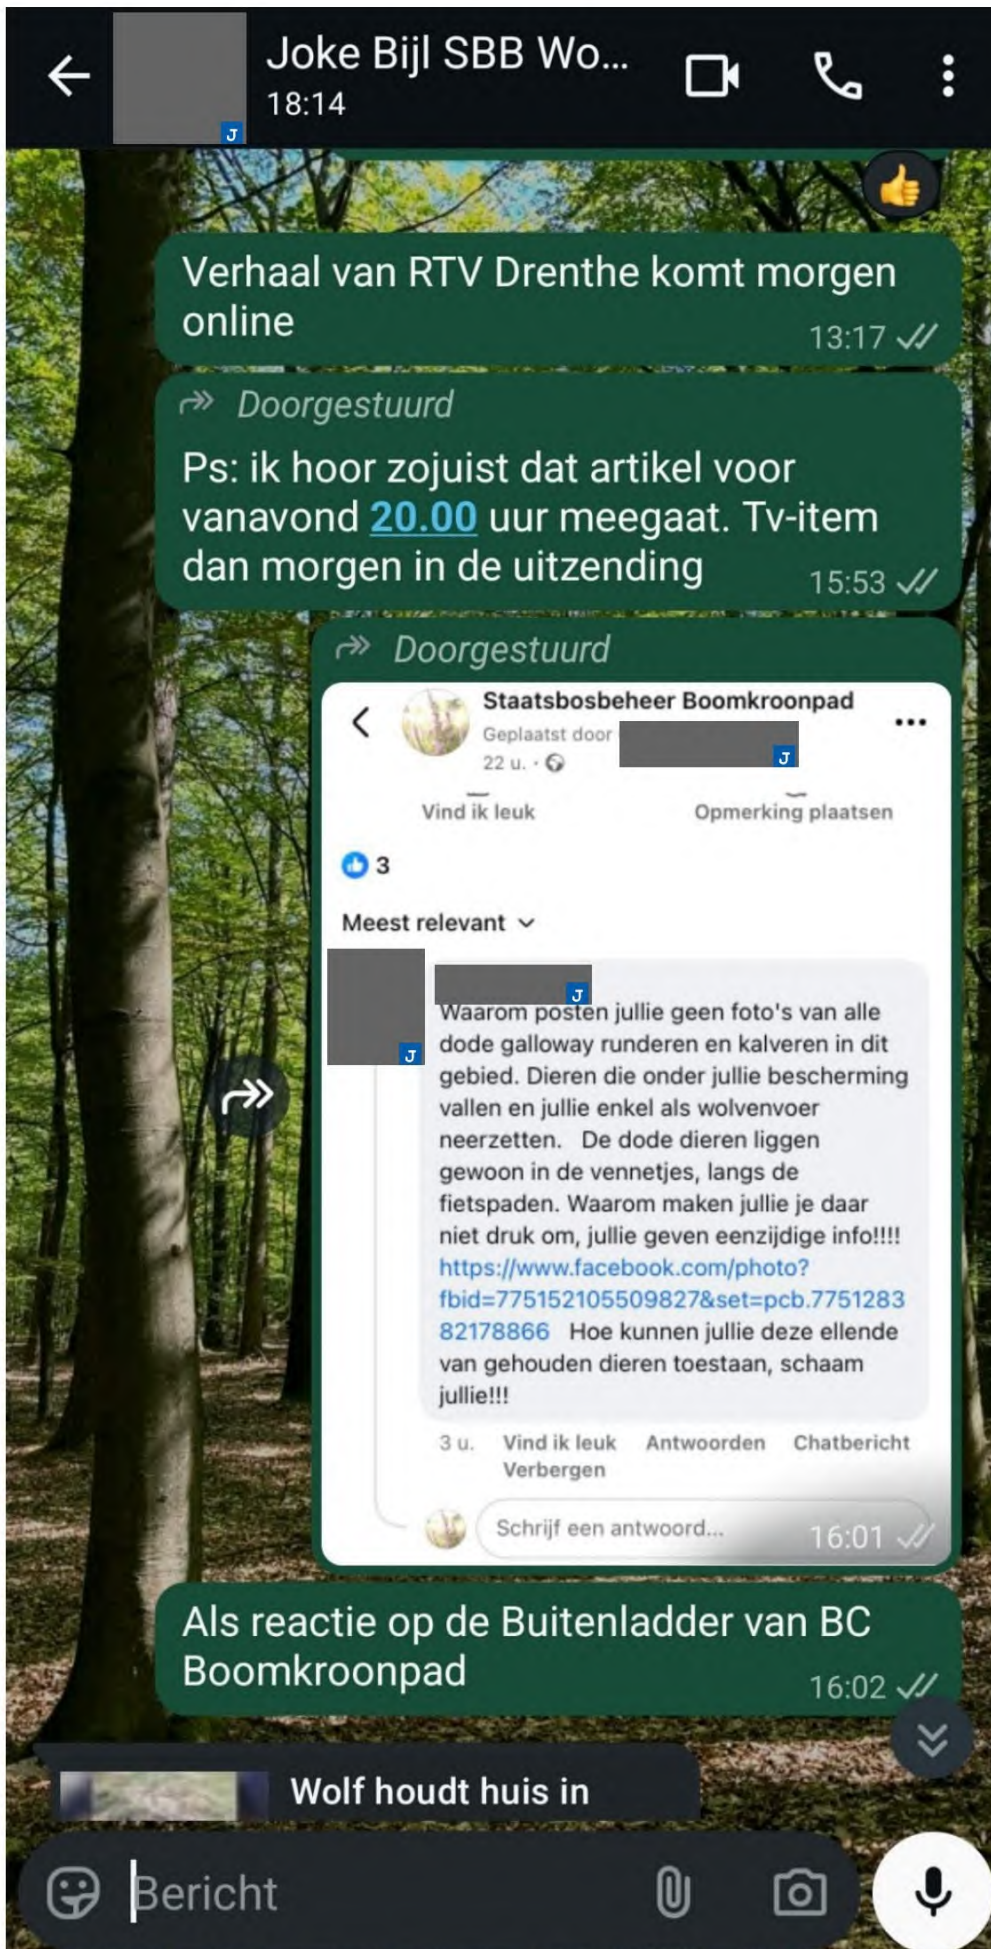 Joke Bijl SBB Wo...
18:14
J
Verhaal van RTV Drenthe komt morgen
online
13:17
Doorgestuurd
Ps: ik hoor zojuist dat artikel voor
vanavond 20.00 uur meegaat. Tv-item
dan morgen in de uitzending
15:53
Doorgestuurd
Staatsbosbeheer Boomkroonpad
Geplaatst door
J
22 u. ·
Vind ik leuk Opmerking plaatsen
3
Meest relevant
J
J
Waarom posten jullie geen foto's van alle
dode galloway runderen en kalveren in dit
gebied. Dieren die onder jullie bescherming
vallen en jullie enkel als wolvenvoer
neerzetten. De dode dieren liggen
gewoon in de vennetjes, langs de
fietspaden. Waarom maken jullie je daar
niet druk om, jullie geven eenzijdige info!!!!
https://www.facebook.com/photo?
fbid=775152105509827&set=pcb.7751283
82178866 Hoe kunnen jullie deze ellende
van gehouden dieren toestaan, schaam
jullie!!!
3 u. Vind ik leuk Antwoorden Chatbericht
Verbergen
Schrijf een antwoord...
16:01
Als reactie op de Buitenladder van BC
Boomkroonpad
16:02
Wolf houdt huis in
Bericht